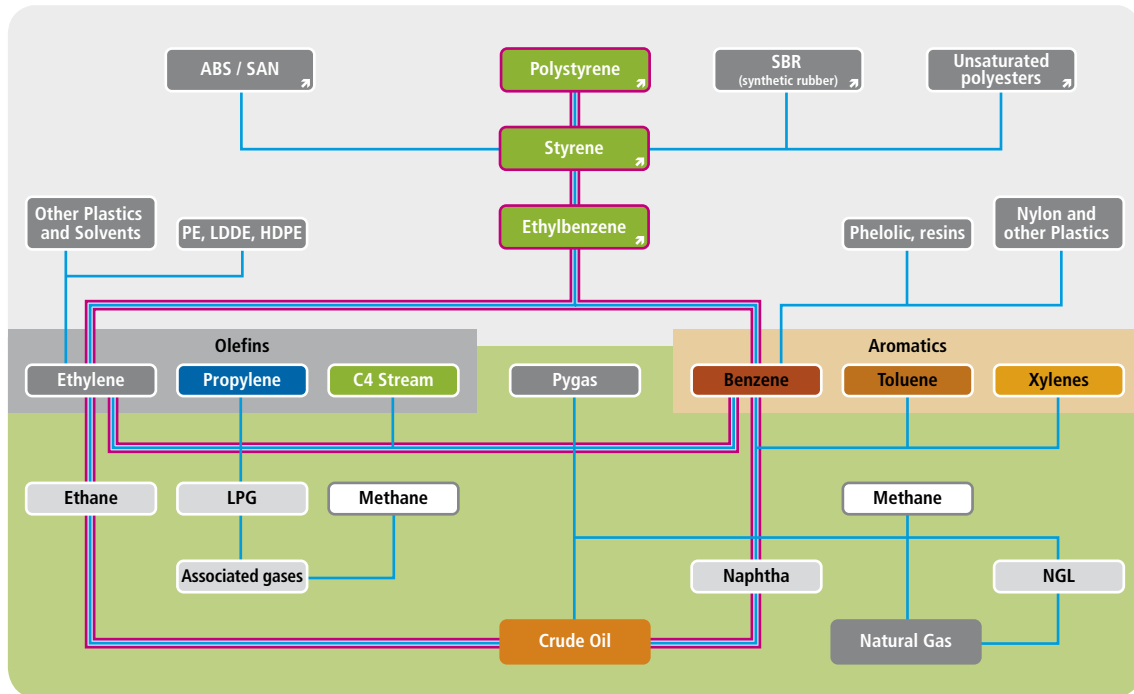 ABS / SAN
Polystyrene
SBR
(synthetic rubber)
Unsaturated
polyesters
Styrene
Other Plastics
and Solvents
PE, LDDE, HDPE
Ethylbenzene
Phelolic, resins
Nylon and
other Plastics
Olefins
Aromatics
Ethylene
Propylene
C4 Stream
Pygas
Benzene
Toluene
Xylenes
Ethane
LPG
Methane
Methane
Associated gases
Naphtha
NGL
Crude Oil
Natural Gas